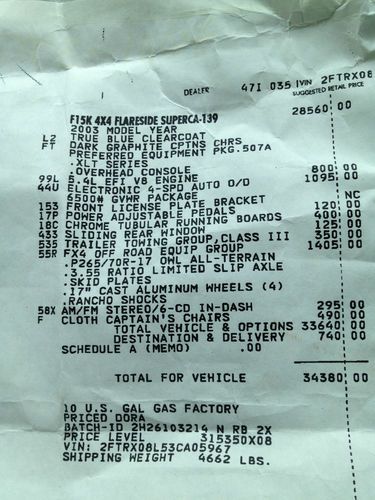 DEALER 47I 035 VIN 2FTRX08
SUGGESTED RETAIL PRICE
F15K 4X4 FLARESIDE SUPERCA-139 28560 00
2003 MODEL YEAR
L2 TRUE BLUE CLEARCOAT
FT DARK GRAPHITE CPTNS CHRS
PREFERRED EQUIPMENT PKG.507A
.XLT SERIES
.OVERHEAD CONSOLE
99L 5.4L EFI V8 ENGINE 800 00
44U ELECTRONIC 4-SPD AUTO O/D 1095 00
6500# GVWR PACKAGE
153 FRONT LICENSE PLATE BRACKET NC
17P POWER ADJUSTABLE PEDALS 120 00
18C CHROME TUBULAR RUNNING BOARDS 400 00
443 SLIDING REAR WINDOW 125 00
535 TRAILER TOWING GROUP,CLASS III 350 00
55R FX4 OFF ROAD EQUIP GROUP 1405 00
.P265/70R-17 OWL ALL-TERRAIN
.3.55 RATIO LIMITED SLIP AXLE
.SKID PLATES
.17" CAST ALUMINUM WHEELS (4)
.RANCHO SHOCKS
58X AM/FM STEREO/6-CD IN-DASH 295 00
F CLOTH CAPTAIN'S CHAIRS 490 00
TOTAL VEHICLE & OPTIONS 33640 00
DESTINATION & DELIVERY 740 00
SCHEDULE A (MEMO) .00
TOTAL FOR VEHICLE 34380 00
10 U.S. GAL GAS FACTORY
PRICED DORA
BATCH-ID 2H26103214 N RB 2X
PRICE LEVEL 315350X08
VIN: 2FTRX08L53CA05967
SHIPPING WEIGHT 4662 LBS.